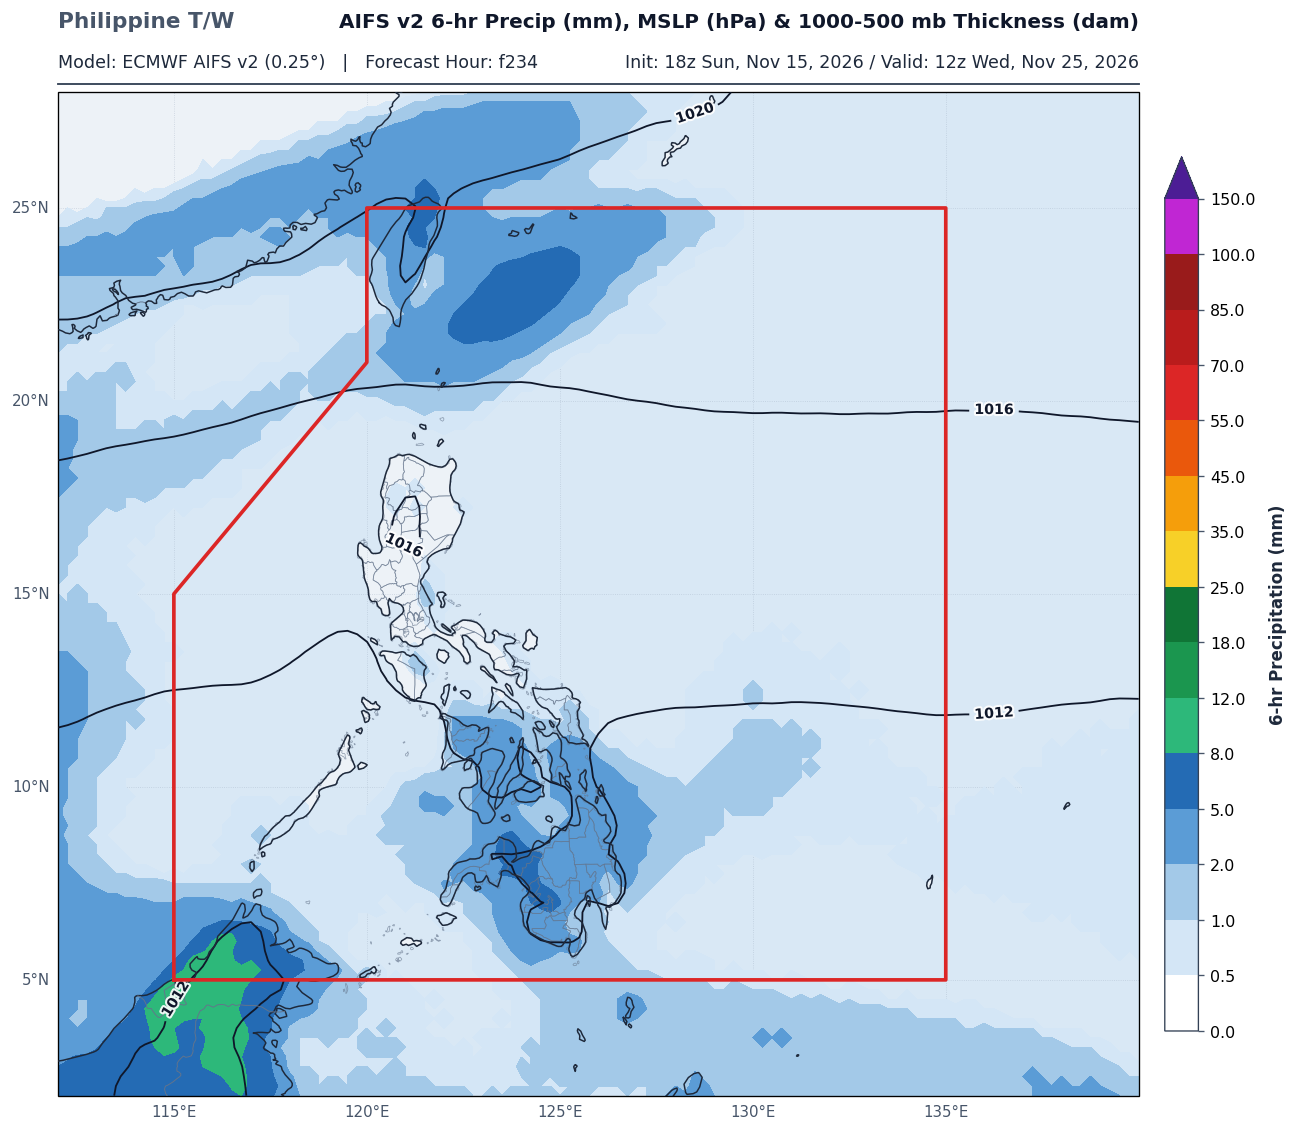 Philippine T/W
AIFS v2 6-hr Precip (mm), MSLP (hPa) & 1000-500 mb Thickness (dam)
Model: ECMWF AIFS v2 (0.25°) | Forecast Hour: f234
Init: 18z Sun, Nov 15, 2026 / Valid: 12z Wed, Nov 25, 2026
1020
25°N
20°N
1016
1016
15°N
1012
10°N
5°N
1012
115°E
120°E
125°E
130°E
135°E
150.0
100.0
85.0
70.0
55.0
45.0
35.0
25.0
18.0
12.0
8.0
5.0
2.0
1.0
0.5
0.0
6-hr Precipitation (mm)